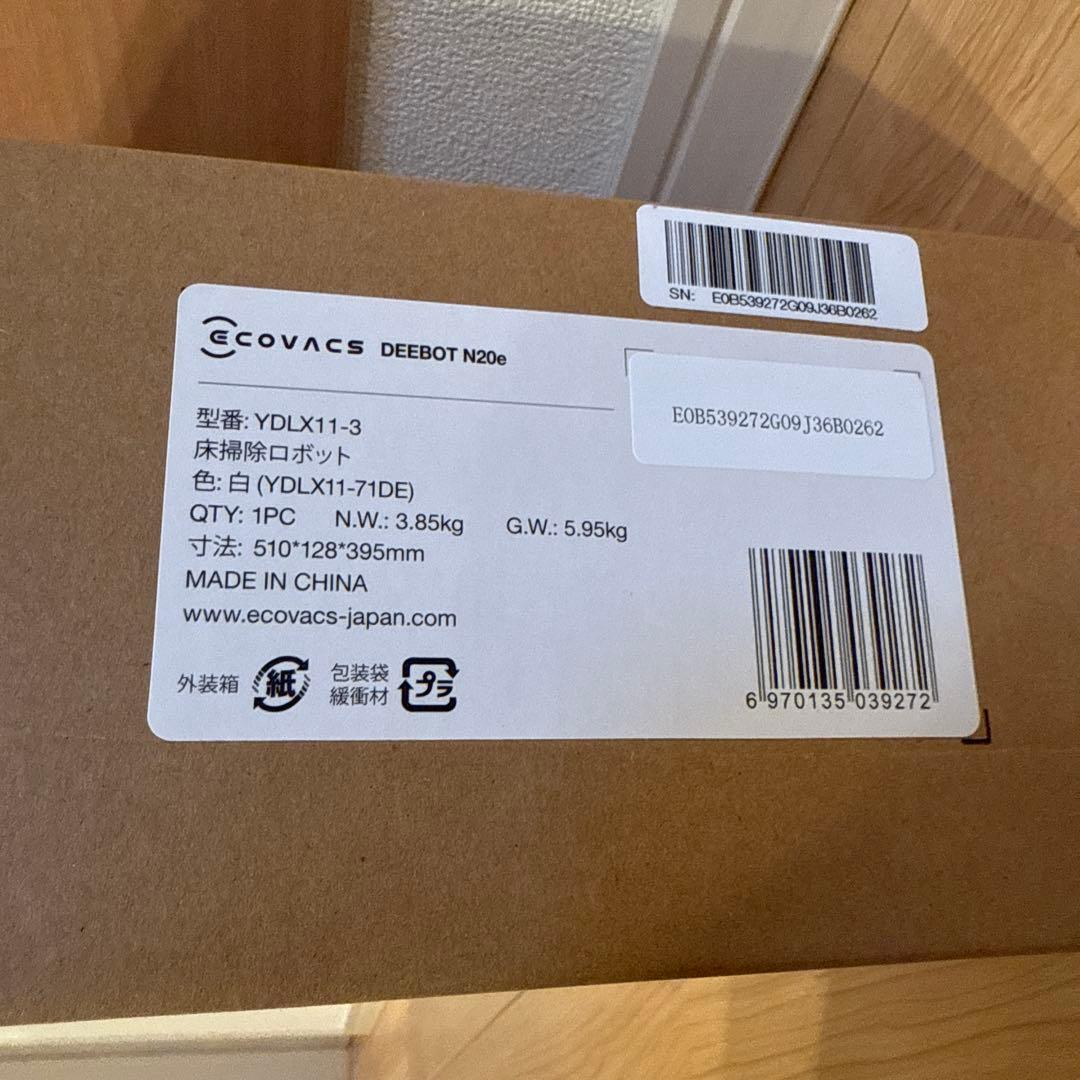 SN: E0B539272G09J36B0262
ECOVACS DEEBOT N20e
E0B539272G09J36B0262
型番: YDLX11-3
床掃除ロボット
色: 白 (YDLX11-71DE)
QTY: 1PC N.W.: 3.85kg G.W.: 5.95kg
寸法: 510*128*395mm
MADE IN CHINA
www.ecovacs-japan.com
外装箱 紙 包装袋 緩衝材 プラ
6 970135 039272